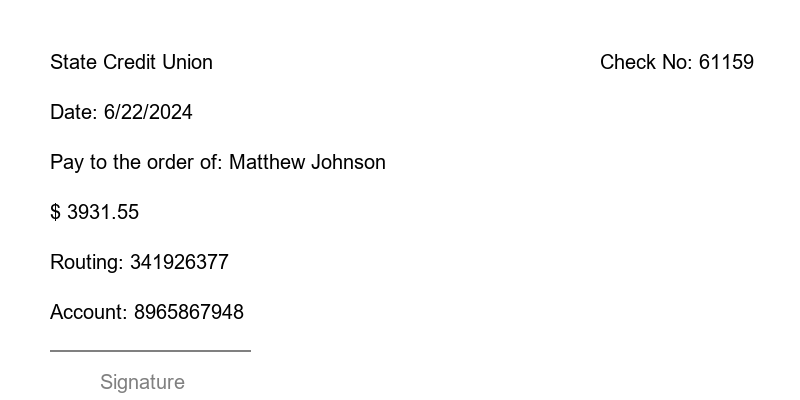 State Credit Union Check No: 61159
Date: 6/22/2024
Pay to the order of: Matthew Johnson
$ 3931.55
Routing: 341926377
Account: 8965867948
Signature